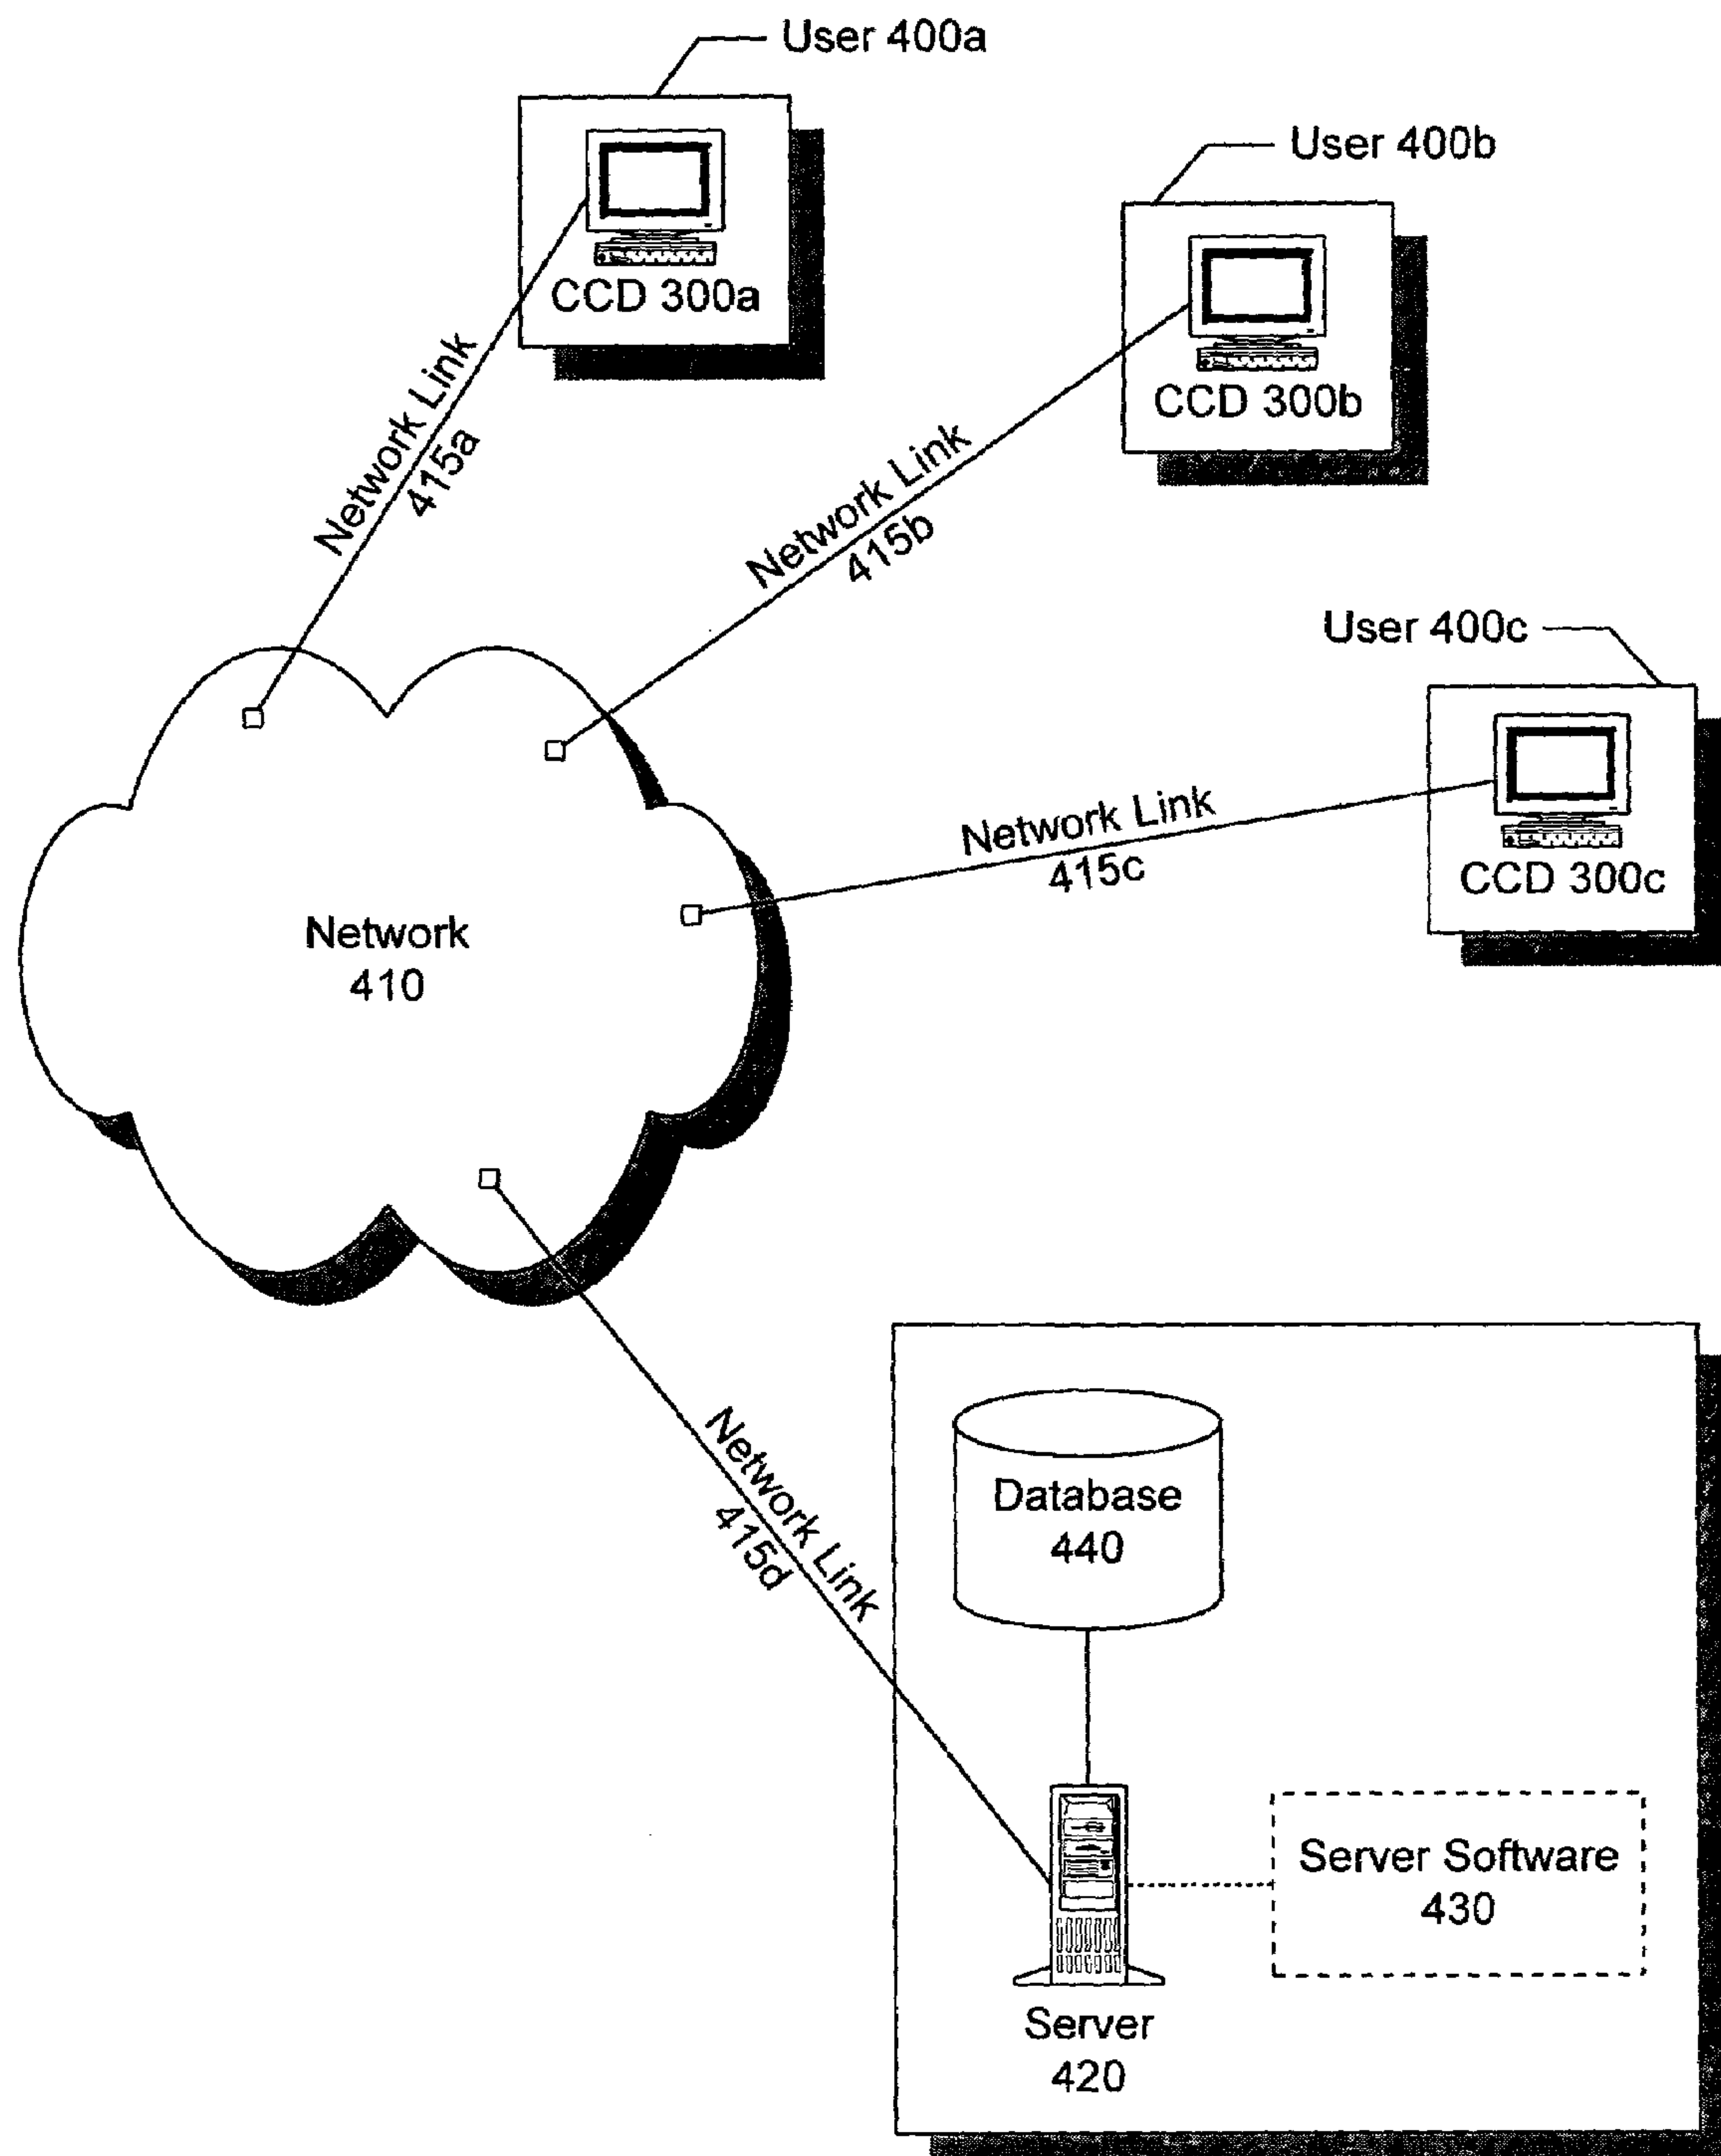 User 400a
CCD 300a
User 400b
CCD 300b
Network Link
415a
Network Link
415b
User 400c
CCD 300c
Network Link
415c
Network
410
Network Link
415d
Database
440
Server Software
430
Server
420